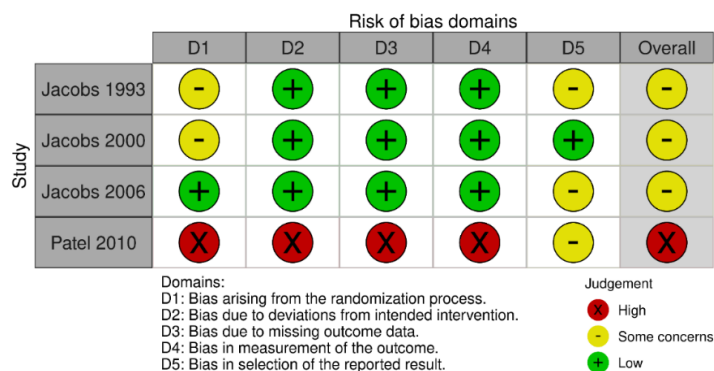 Risk of bias domains
D1 D2 D3 D4 D5 Overall
Study
Jacobs 1993 - + + + - -
Jacobs 2000 - + + + + -
Jacobs 2006 + + + + - -
Patel 2010 X X X X - X
Domains:
D1: Bias arising from the randomization process.
D2: Bias due to deviations from intended intervention.
D3: Bias due to missing outcome data.
D4: Bias in measurement of the outcome.
D5: Bias in selection of the reported result.
Judgement
X High
- Some concerns
+ Low